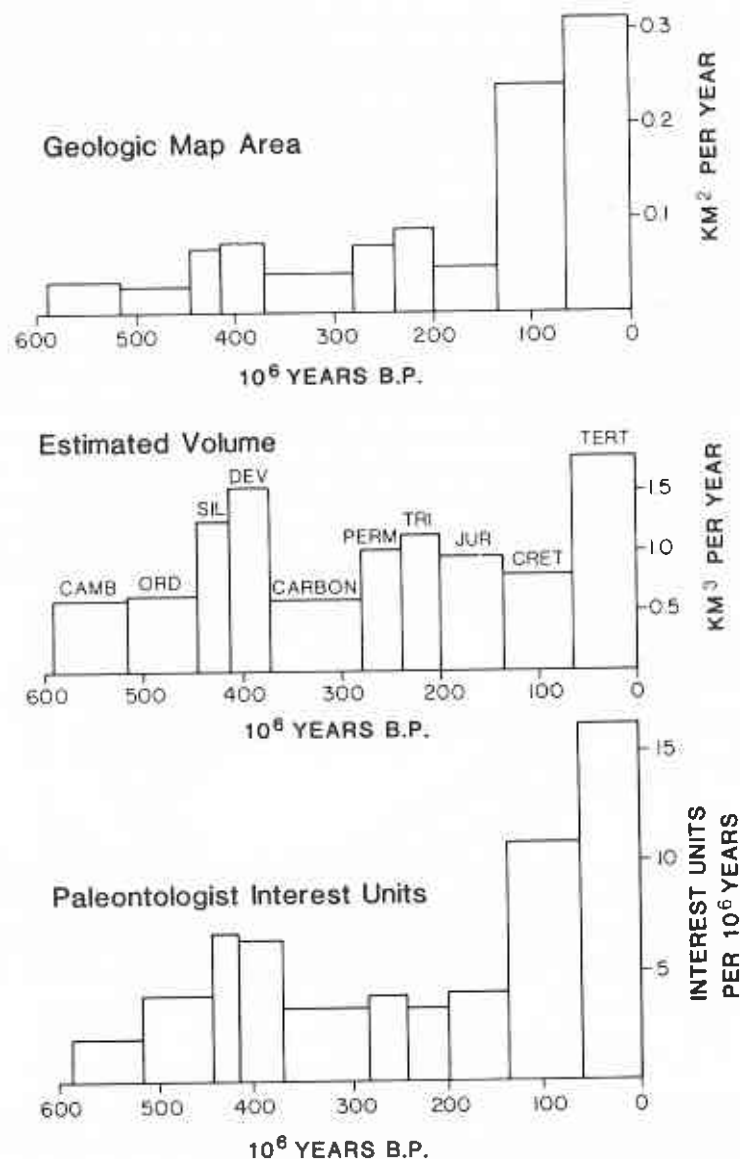 Geologic Map Area
0.3
0.2
0.1
KM² PER YEAR
600 500 400 300 200 100 0
10⁶ YEARS B.P.
Estimated Volume
CAMB ORD SIL DEV CARBON PERM TRI JUR CRET TERT
1.5
1.0
0.5
KM³ PER YEAR
600 500 400 300 200 100 0
10⁶ YEARS B.P.
Paleontologist Interest Units
15
10
5
INTEREST UNITS
PER 10⁶ YEARS
600 500 400 300 200 100 0
10⁶ YEARS B.P.